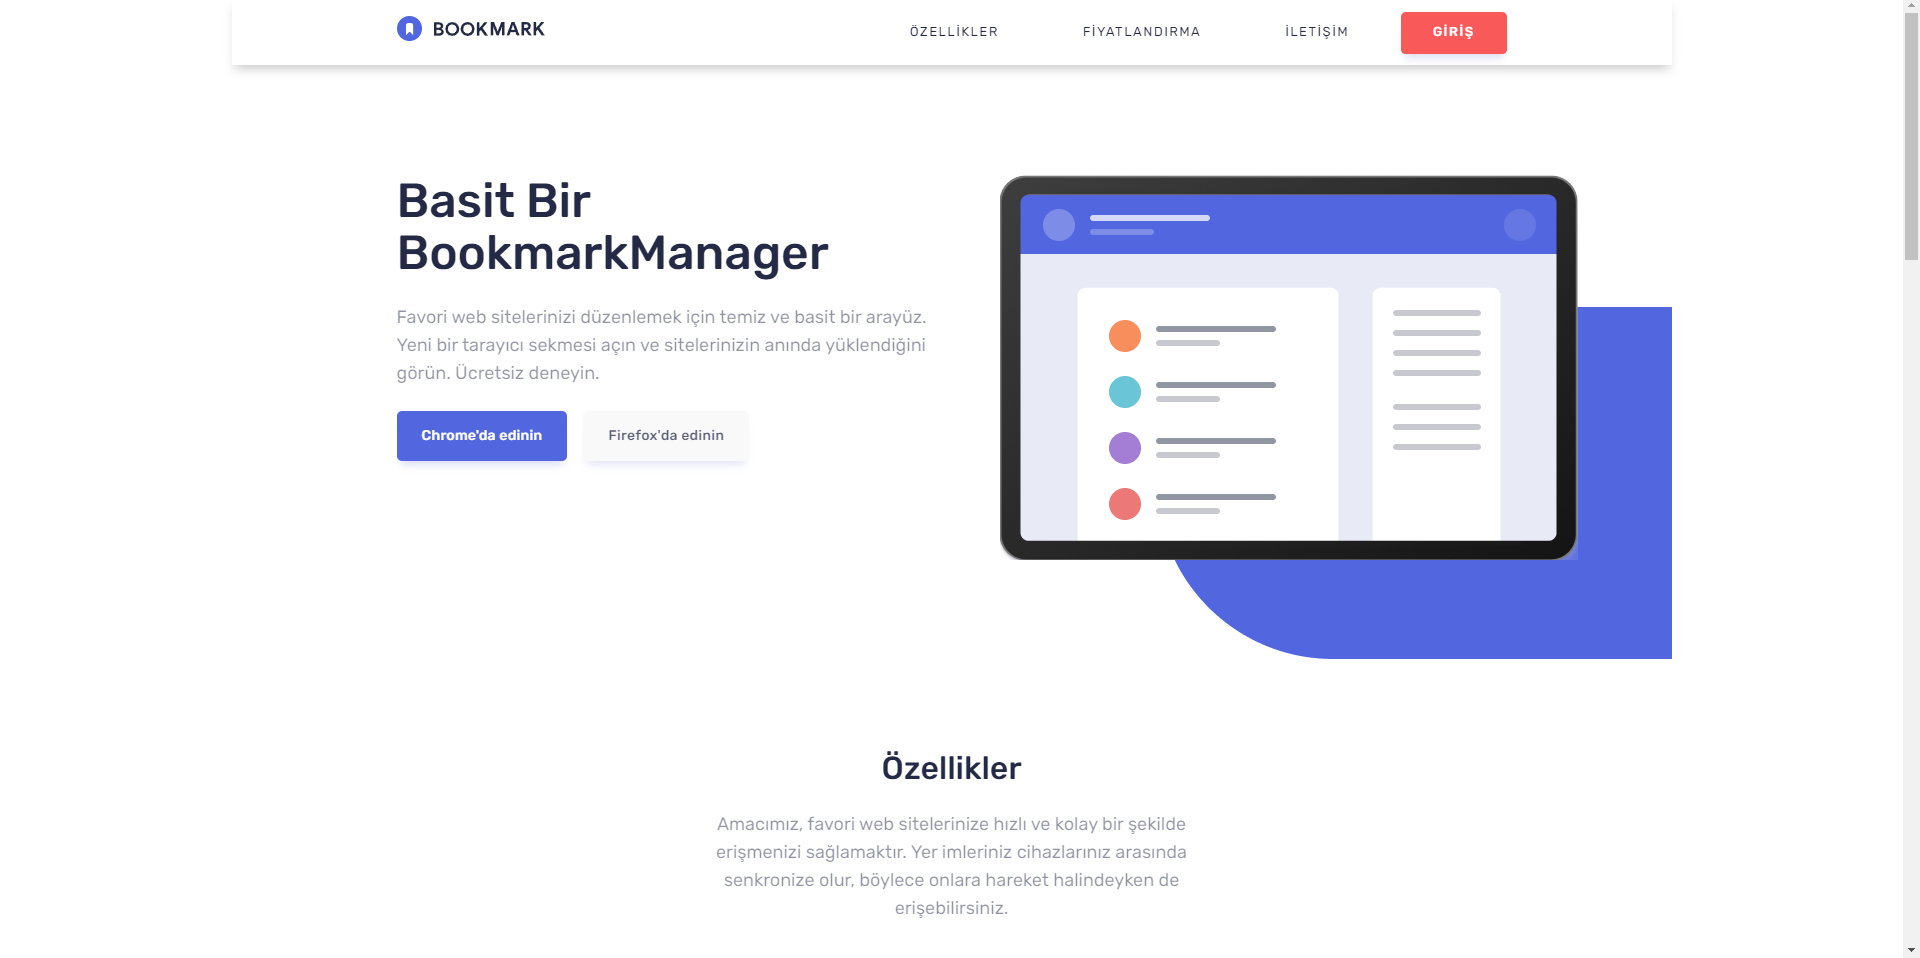 BOOKMARK
ÖZELLİKLER
FİYATLANDIRMA
İLETİŞİM
GİRİŞ
Basit Bir
BookmarkManager
Favori web sitelerinizi düzenlemek için temiz ve basit bir arayüz.
Yeni bir tarayıcı sekmesi açın ve sitelerinizin anında yüklendiğini
görün. Ücretsiz deneyin.
Chrome'da edinin
Firefox'da edinin
Özellikler
Amacımız, favori web sitelerinize hızlı ve kolay bir şekilde
erişmenizi sağlamaktır. Yer imleriniz cihazlarınız arasında
senkronize olur, böylece onlara hareket halindeyken de
erişebilirsiniz.